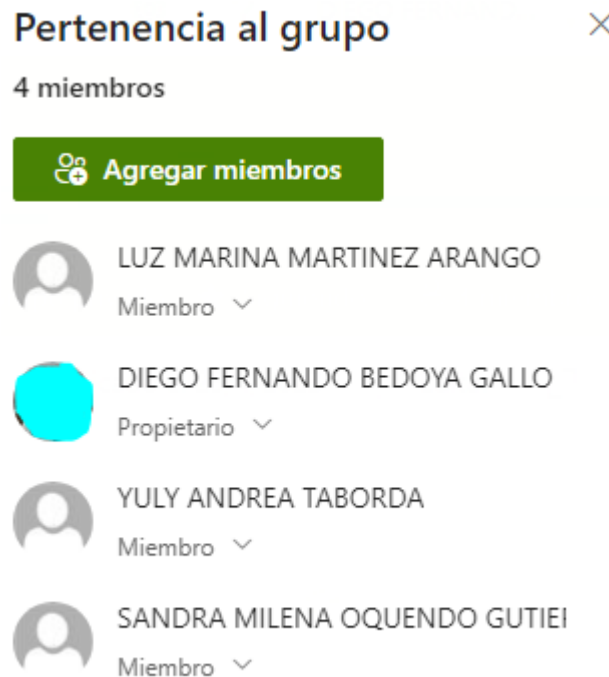 Pertenencia al grupo
4 miembros
Agregar miembros
LUZ MARINA MARTINEZ ARANGO
Miembro
DIEGO FERNANDO BEDOYA GALLO
Propietario
YULY ANDREA TABORDA
Miembro
SANDRA MILENA OQUENDO
Miembro